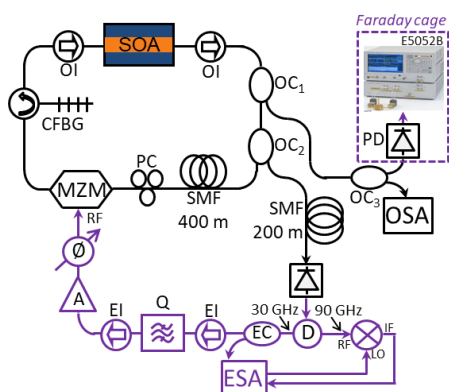 Faraday cage
E5052B
OI
SOA
OI
OC1
CFBG
OC2
PD
PC
MZM
SMF
400 m
OC3
OSA
RF
SMF
200 m
Ø
A
EI
Q
EI
30 GHz
90 GHz
EC
D
RF
IF
LO
ESA